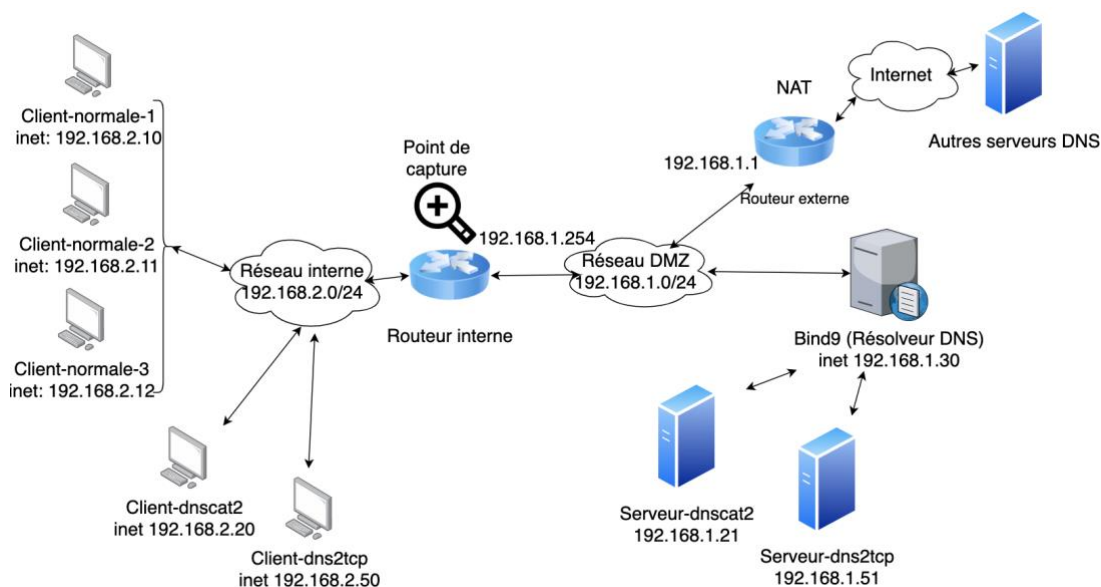 Client-normale-1
inet: 192.168.2.10
Client-normale-2
inet: 192.168.2.11
Client-normale-3
inet: 192.168.2.12
Client-dnscat2
inet 192.168.2.20
Client-dns2tcp
inet 192.168.2.50
Réseau interne
192.168.2.0/24
Point de
capture
192.168.1.254
Routeur interne
Réseau DMZ
192.168.1.0/24
NAT
192.168.1.1
Routeur externe
Internet
Autres serveurs DNS
Bind9 (Résolveur DNS)
inet 192.168.1.30
Serveur-dnscat2
192.168.1.21
Serveur-dns2tcp
192.168.1.51